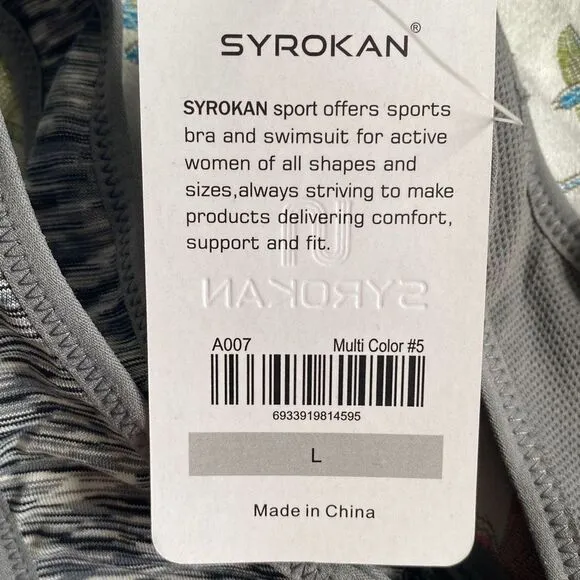 SYROKAN®
SYROKAN sport offers sports
bra and swimsuit for active
women of all shapes and
sizes,always striving to make
products delivering comfort,
support and fit.
SYROKAN
A007 Multi Color #5
6933919814595
L
Made in China